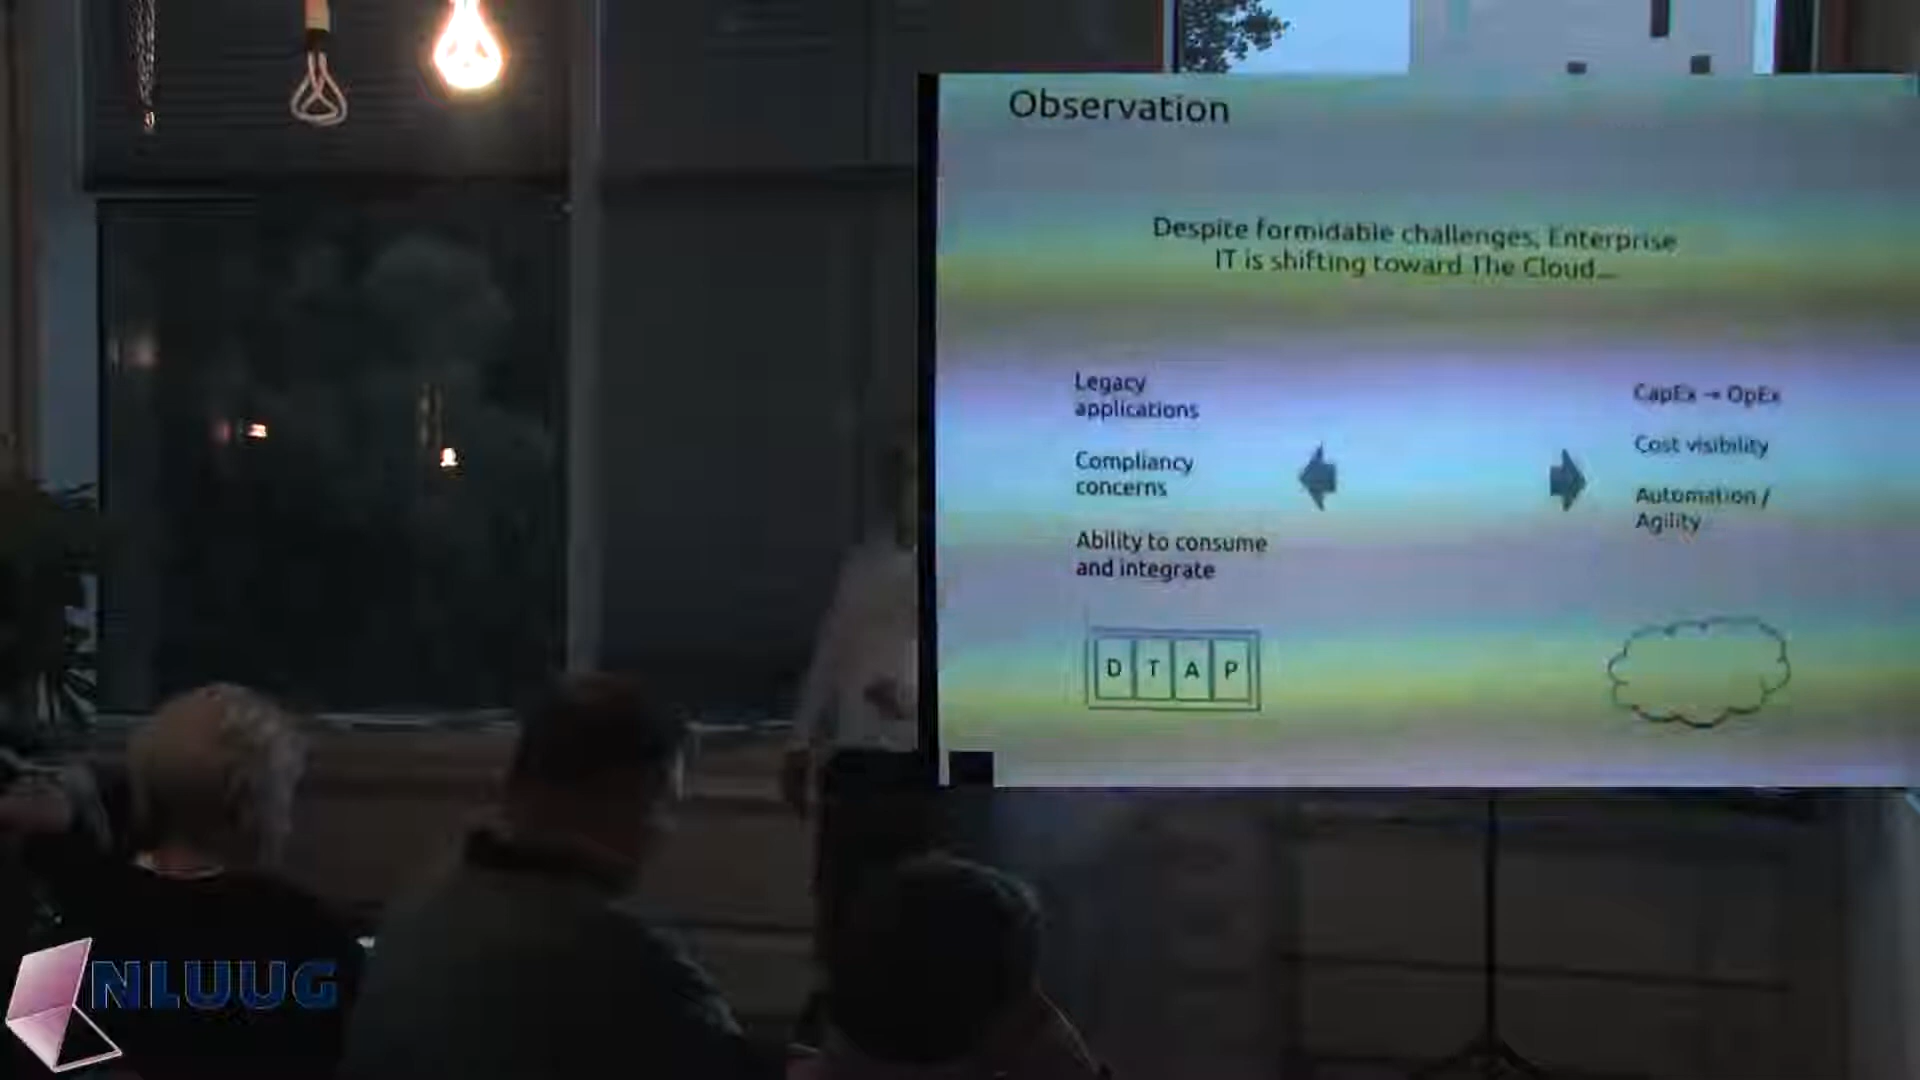 Observation
Despite formidable challenges, Enterprise
IT is shifting toward The Cloud...
Legacy
applications
Compliancy
concerns
Ability to consume
and integrate
D T A P
CapEx → OpEx
Cost visibility
Automation /
Agility
NLUUG